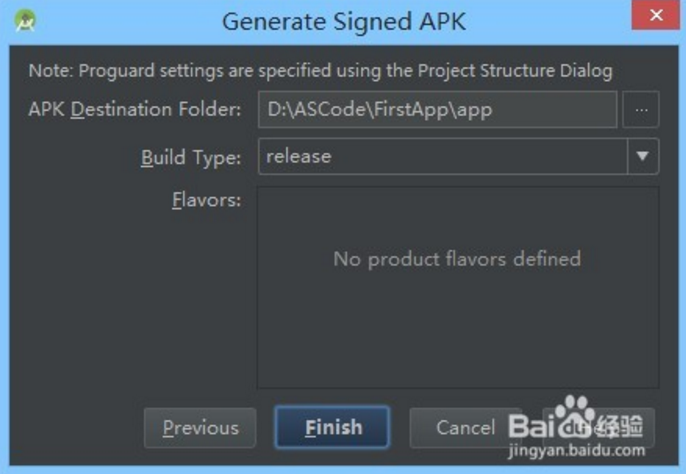 Generate Signed APK
Note: Proguard settings are specified using the Project Structure Dialog
APK Destination Folder: D:\ASCode\FirstApp\app ...
Build Type: release
Flavors:
No product flavors defined
Previous Finish Cancel
Baidu经验
jingyan.baidu.com